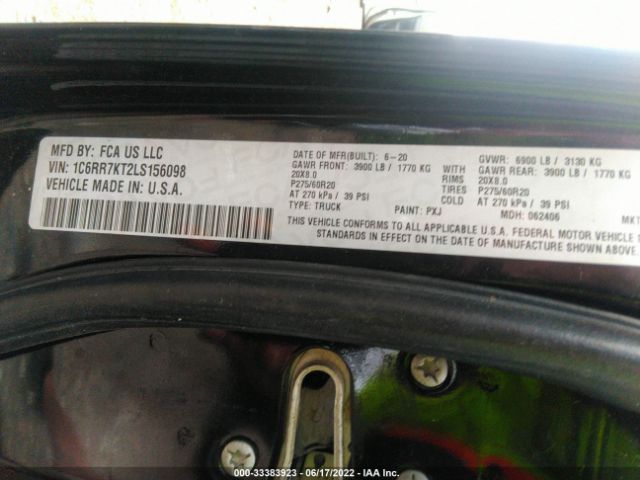 MFD BY: FCA US LLC
VIN: 1C6RR7KT2LS156098
VEHICLE MADE IN: U.S.A.
DATE OF MFR(BUILT): 6-20
GAWR FRONT: 3900 LB / 1770 KG
20X8.0
P275/60R20
AT 270 kPa / 39 PSI
TYPE: TRUCK
PAINT: PXJ
WITH
RIMS
TIRES
COLD
GVWR: 6900 LB / 3130 KG
GAWR REAR: 3900 LB / 1770 KG
20X8.0
P275/60R20
AT 270 kPa / 39 PSI
MDH: 062406
THIS VEHICLE CONFORMS TO ALL APPLICABLE U.S.A. FEDERAL MOTOR VEHICLE
STANDARDS IN EFFECT ON THE DATE OF MANUFACTURE SHOWN ABOVE.
000-33383923 - 06/17/2022 - IAA Inc.